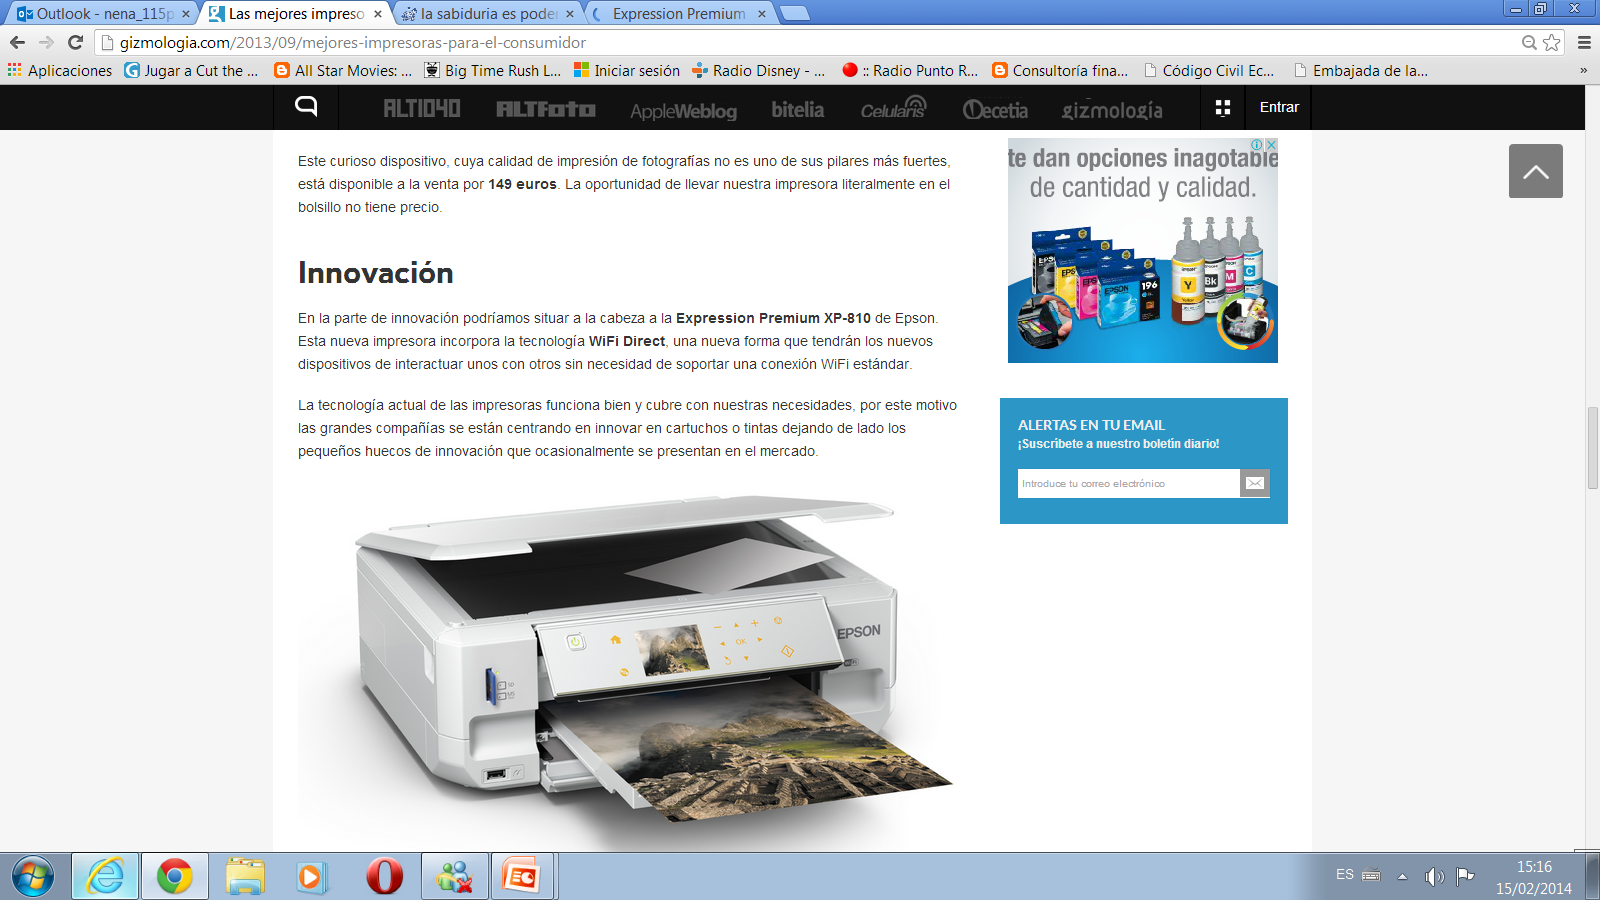 Outlook - nena_115p
Las mejores impreso
la sabiduria es pode
Expression Premium
gizmologia.com/2013/09/mejores-impresoras-para-el-consumidor
Aplicaciones
Jugar a Cut the ...
All Star Movies: ...
Big Time Rush L...
Iniciar sesión
Radio Disney - ...
:: Radio Punto R...
Consultoría fina...
Código Civil Ec...
Embajada de la...
»
ALT1040
ALTFoto
AppleWeblog
bitelia
Celularis
Decetia
gizmología
Entrar
Este curioso dispositivo, cuya calidad de impresión de fotografías no es uno de sus pilares más fuertes,
está disponible a la venta por 149 euros. La oportunidad de llevar nuestra impresora literalmente en el
bolsillo no tiene precio.
Innovación
En la parte de innovación podríamos situar a la cabeza a la Expression Premium XP-810 de Epson.
Esta nueva impresora incorpora la tecnología WiFi Direct, una nueva forma que tendrán los nuevos
dispositivos de interactuar unos con otros sin necesidad de soportar una conexión WiFi estándar.
La tecnología actual de las impresoras funciona bien y cubre con nuestras necesidades, por este motivo
las grandes compañías se están centrando en innovar en cartuchos o tintas dejando de lado los
pequeños huecos de innovación que ocasionalmente se presentan en el mercado.
OK
EPSON
te dan opciones inagotable
de cantidad y calidad.
EPSON
196
Y
Bk
M
C
ALERTAS EN TU EMAIL
¡Suscríbete a nuestro boletín diario!
Introduce tu correo electrónico
ES
15:16
15/02/2014